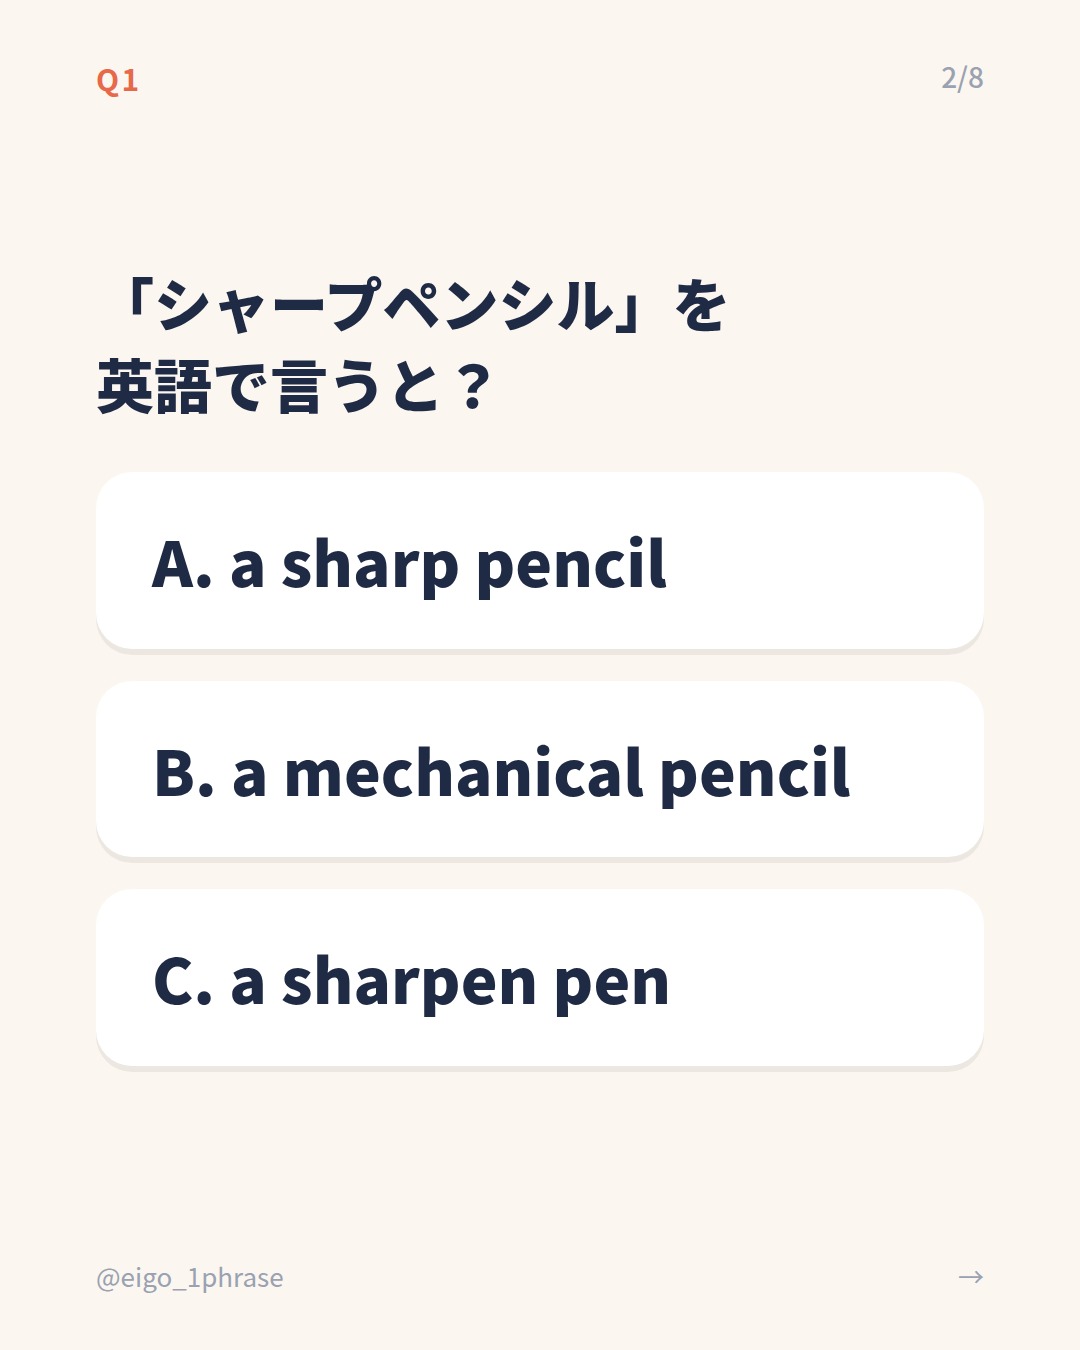 Q1
2/8
「シャープペンシル」を
英語で言うと？
A. a sharp pencil
B. a mechanical pencil
C. a sharpen pen
@eigo_1phrase
→